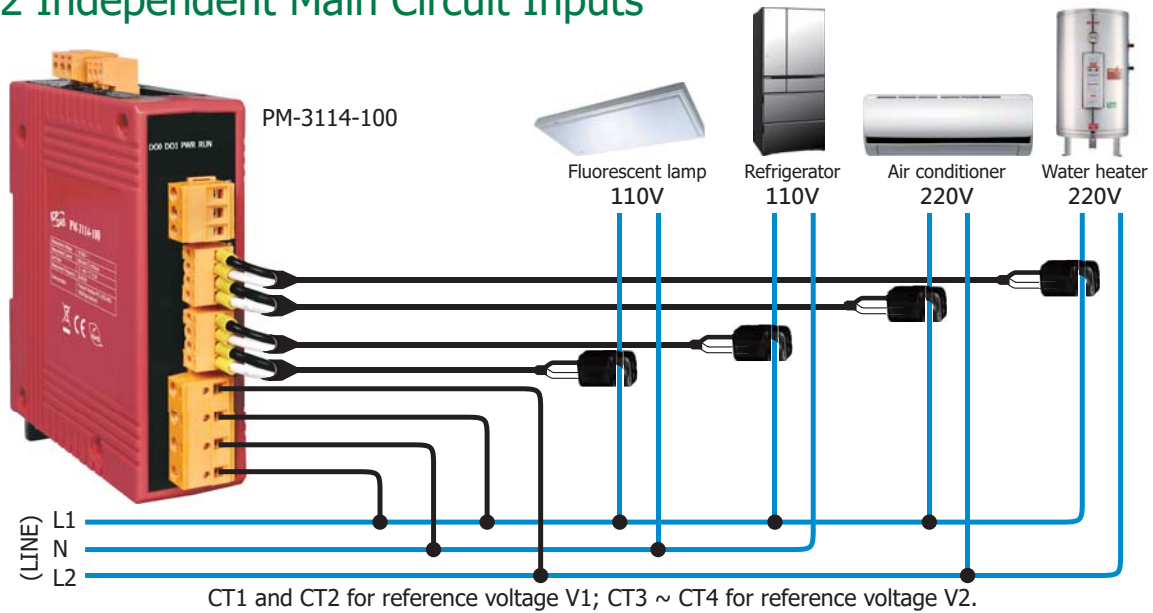 2 Independent Main Circuit Inputs
PM-3114-100
DO0 DO1 PWR RUN
PM-3114-100
CE
Fluorescent lamp
110V
Refrigerator
110V
Air conditioner
220V
Water heater
220V
(LINE)
L1
N
L2
CT1 and CT2 for reference voltage V1; CT3 ~ CT4 for reference voltage V2.